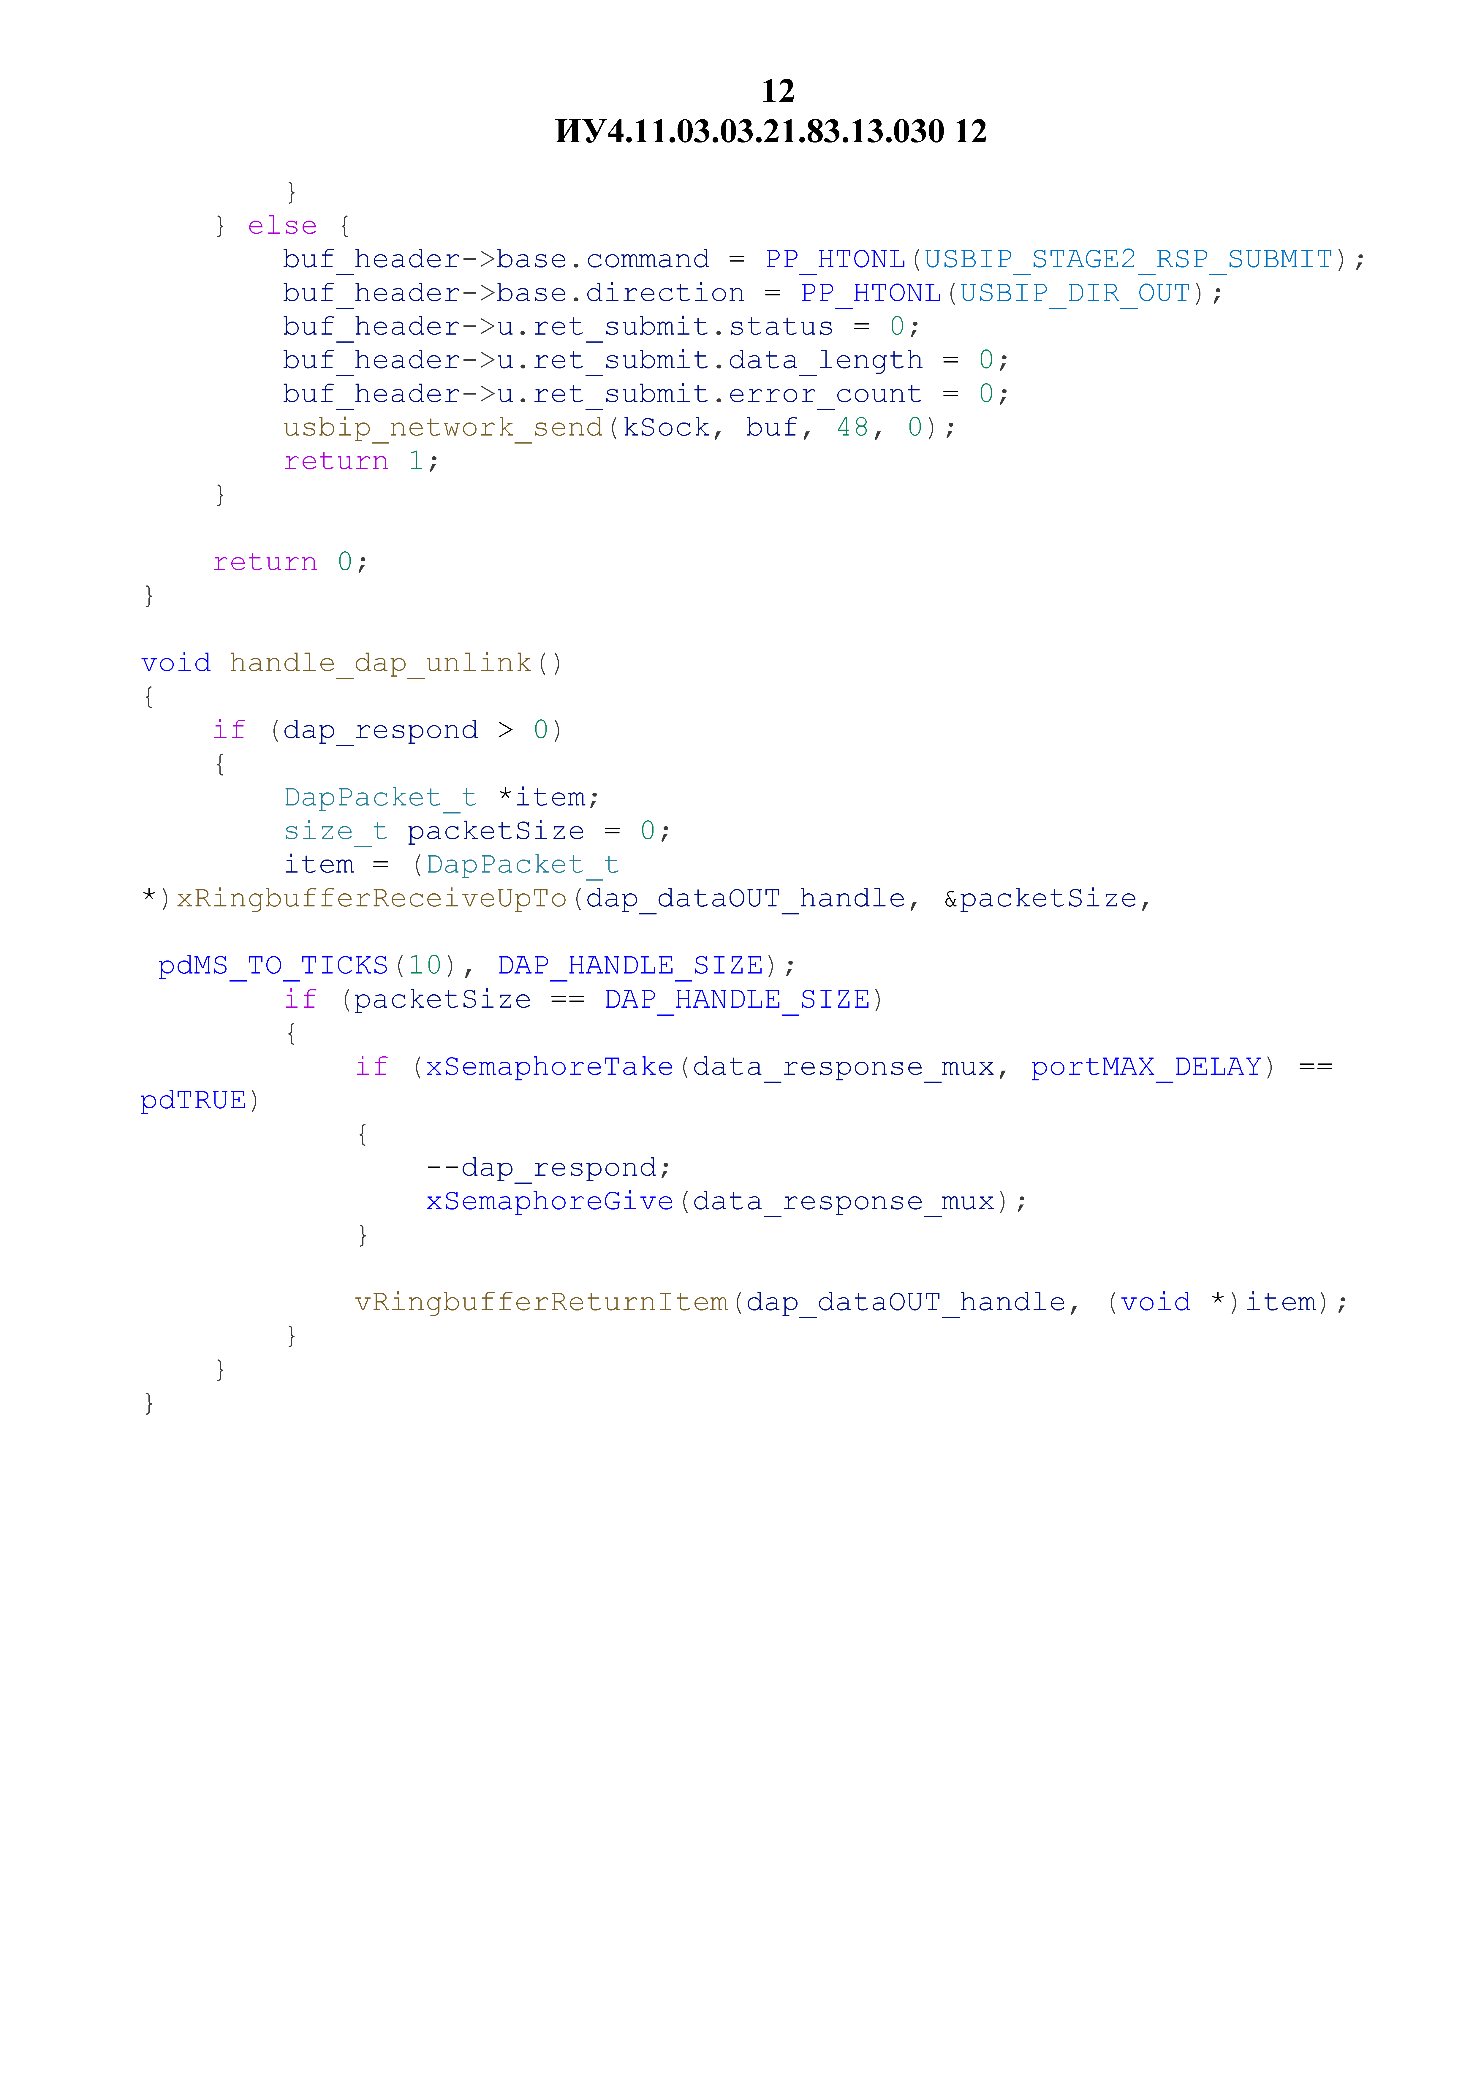 12
ИУ4.11.03.03.21.83.13.030 12
        }
    } else {
        buf_header->base.command = PP_HTONL(USBIP_STAGE2_RSP_SUBMIT);
        buf_header->base.direction = PP_HTONL(USBIP_DIR_OUT);
        buf_header->u.ret_submit.status = 0;
        buf_header->u.ret_submit.data_length = 0;
        buf_header->u.ret_submit.error_count = 0;
        usbip_network_send(kSock, buf, 48, 0);
        return 1;
    }

    return 0;
}

void handle_dap_unlink()
{
    if (dap_respond > 0)
    {
        DapPacket_t *item;
        size_t packetSize = 0;
        item = (DapPacket_t
*)xRingbufferReceiveUpTo(dap_dataOUT_handle, &packetSize,

 pdMS_TO_TICKS(10), DAP_HANDLE_SIZE);
        if (packetSize == DAP_HANDLE_SIZE)
        {
            if (xSemaphoreTake(data_response_mux, portMAX_DELAY) ==
pdTRUE)
            {
                --dap_respond;
                xSemaphoreGive(data_response_mux);
            }

            vRingbufferReturnItem(dap_dataOUT_handle, (void *)item);
        }
    }
}